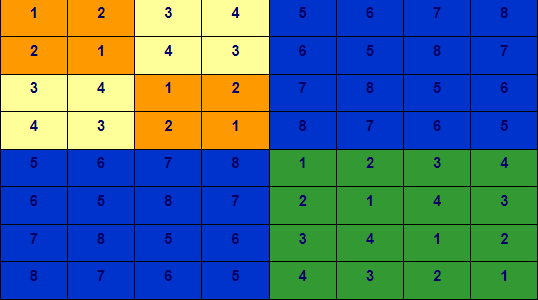 1 2 3 4 5 6 7 8
2 1 4 3 6 5 8 7
3 4 1 2 7 8 5 6
4 3 2 1 8 7 6 5
5 6 7 8 1 2 3 4
6 5 8 7 2 1 4 3
7 8 5 6 3 4 1 2
8 7 6 5 4 3 2 1